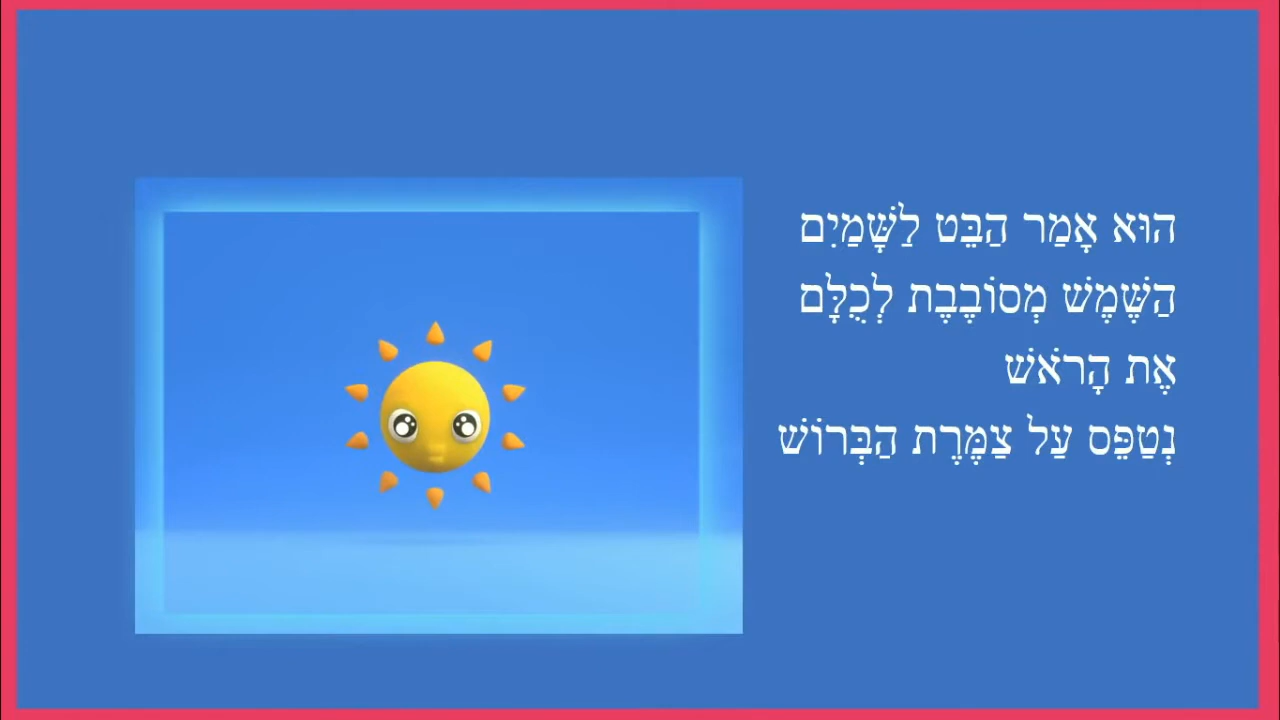 הוּא אָמַר הַבֵּט לַשָּׁמַיִם
הַשֶּׁמֶשׁ מְסוֹבֶבֶת לְכֻלָּם
אֶת הָרֹאשׁ
נְטַפֵּס עַל צַמֶּרֶת הַבְּרוֹשׁ